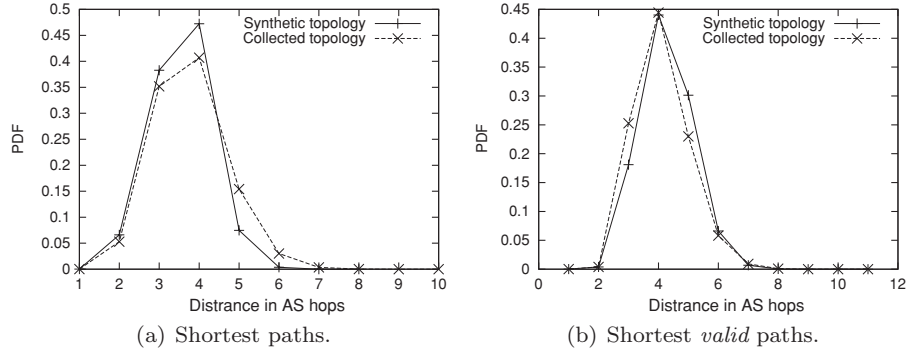 0.5
0.45
0.4
0.35
0.3
0.25
0.2
0.15
0.1
0.05
0
PDF
Synthetic topology
Collected topology
1 2 3 4 5 6 7 8 9 10
Distrance in AS hops
(a) Shortest paths.
0.45
0.4
0.35
0.3
0.25
0.2
0.15
0.1
0.05
0
PDF
Synthetic topology
Collected topology
0 2 4 6 8 10 12
Distrance in AS hops
(b) Shortest valid paths.